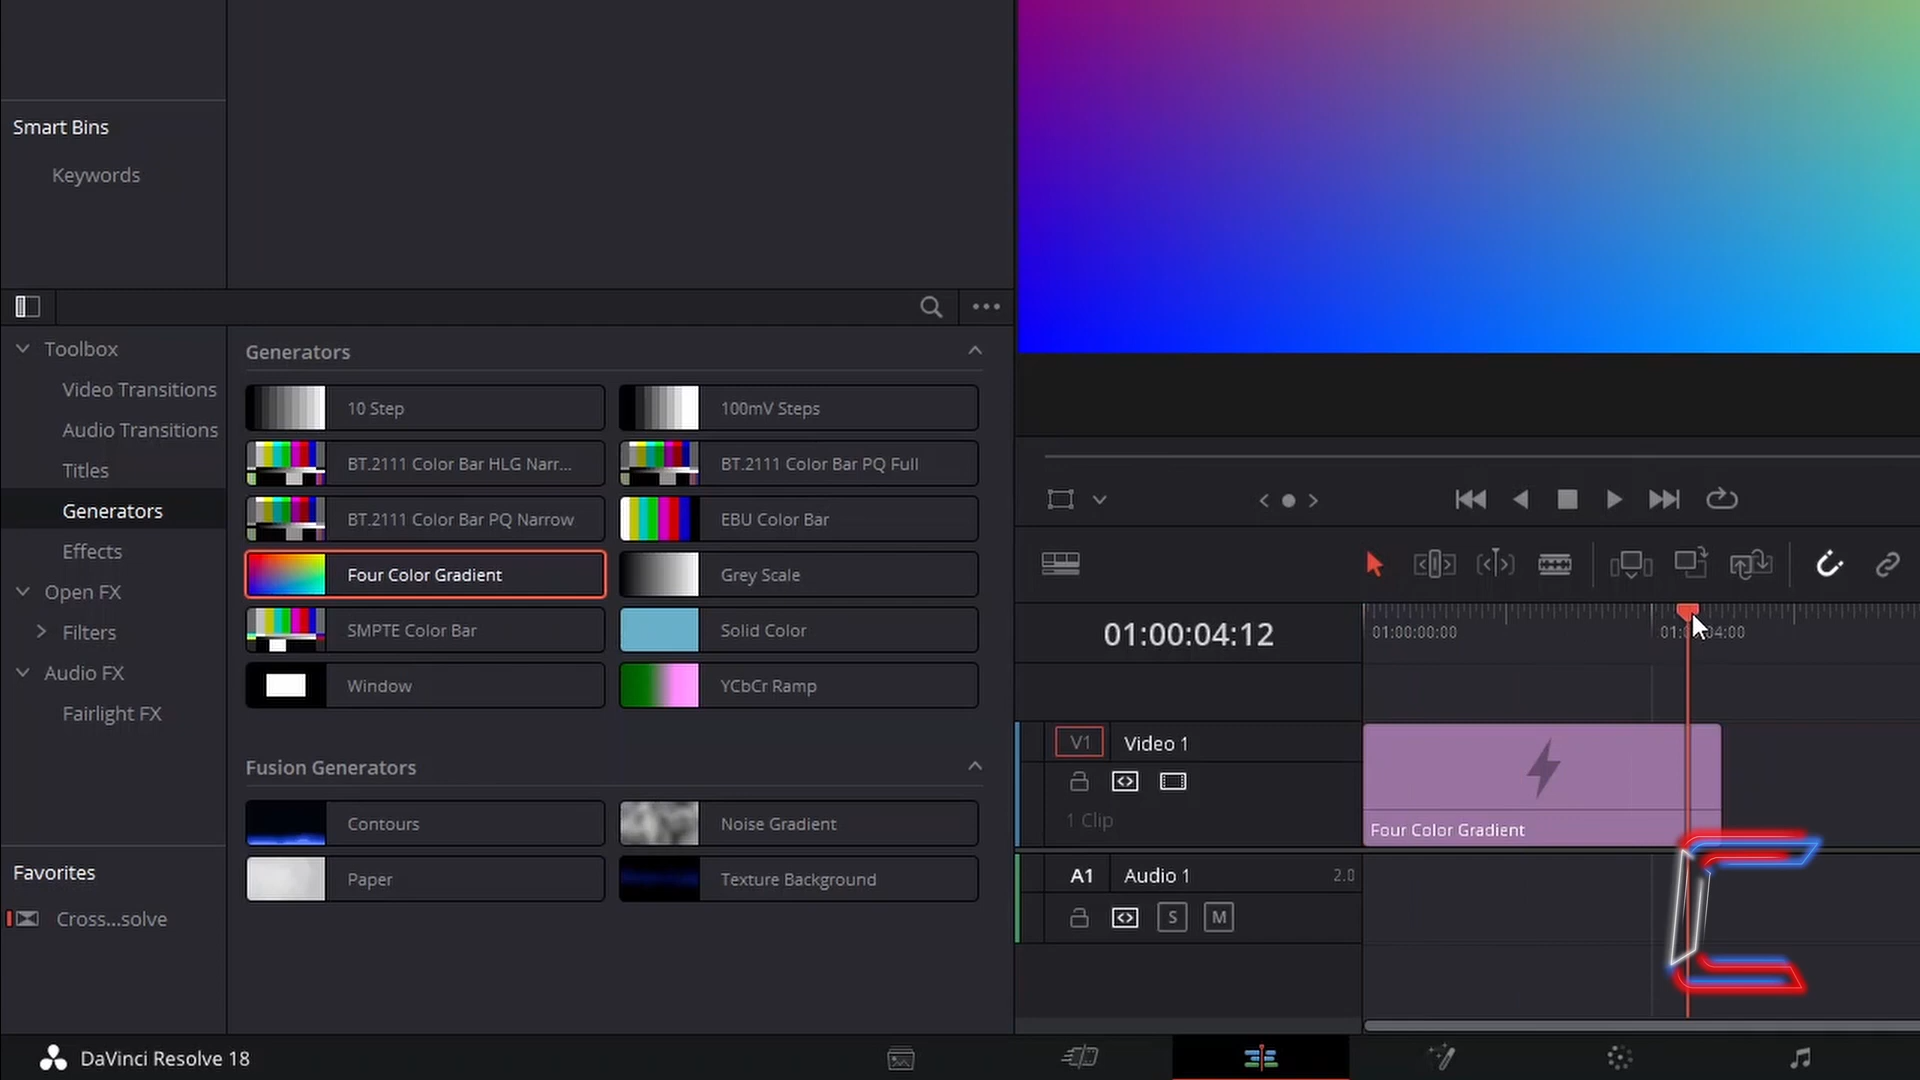 Smart Bins
Keywords
Toolbox
Video Transitions
Audio Transitions
Titles
Generators
Effects
Open FX
Filters
Audio FX
Fairlight FX
Favorites
Cross...solve
Generators
10 Step
100mV Steps
BT.2111 Color Bar HLG Narr...
BT.2111 Color Bar PQ Full
BT.2111 Color Bar PQ Narrow
EBU Color Bar
Four Color Gradient
Grey Scale
SMPTE Color Bar
Solid Color
Window
YCbCr Ramp
Fusion Generators
Contours
Noise Gradient
Paper
Texture Background
01:00:04:12
01:00:00:00
V1 Video 1
1 Clip
Four Color Gradient
A1 Audio 1 2.0
S M
DaVinci Resolve 18